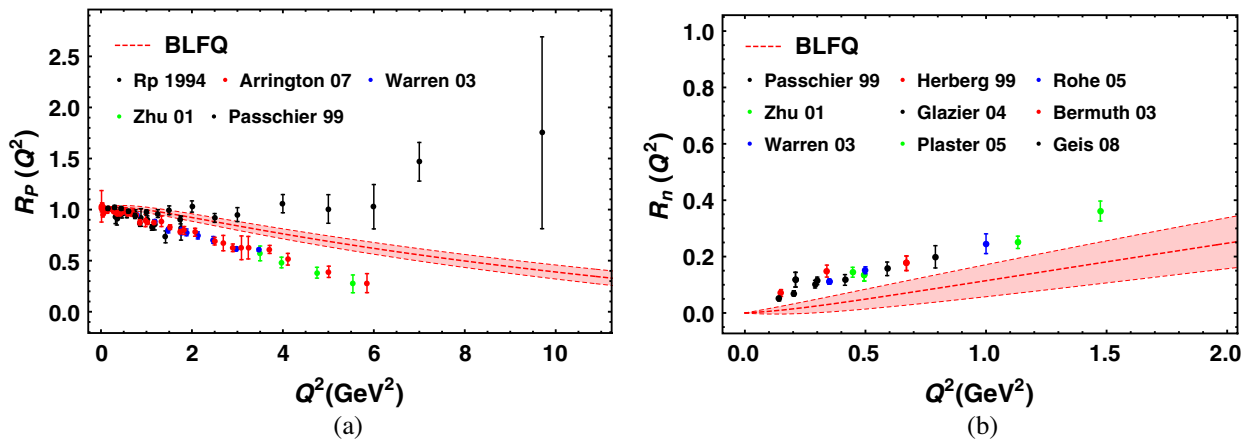 (a)
BLFQ
Rp 1994 Arrington 07 Warren 03
Zhu 01 Passchier 99
R_P (Q^2)
2.5
2.0
1.5
1.0
0.5
0.0
0 2 4 6 8 10
Q^2(GeV^2)
(b)
BLFQ
Passchier 99 Herberg 99 Rohe 05
Zhu 01 Glazier 04 Bermuth 03
Warren 03 Plaster 05 Geis 08
R_n (Q^2)
1.0
0.8
0.6
0.4
0.2
0.0
0.0 0.5 1.0 1.5 2.0
Q^2(GeV^2)